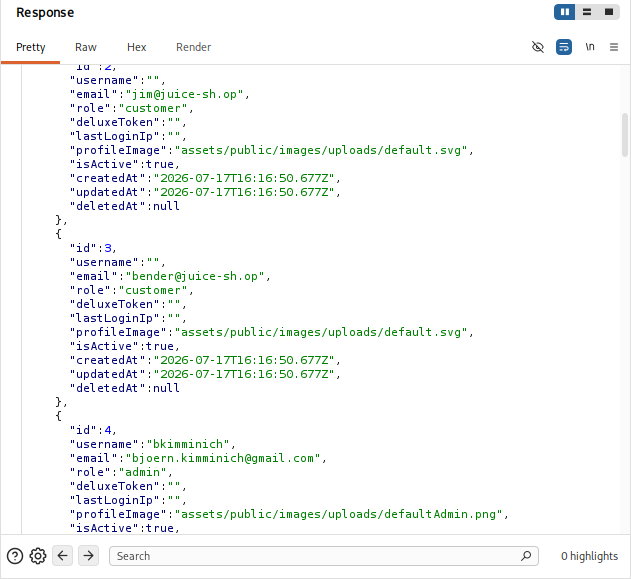 Response
Pretty Raw Hex Render \n
"id":2,
"username":"",
"email":"jim@juice-sh.op",
"role":"customer",
"deluxeToken":"",
"lastLoginIp":"",
"profileImage":"assets/public/images/uploads/default.svg",
"isActive":true,
"createdAt":"2026-07-17T16:16:50.677Z",
"updatedAt":"2026-07-17T16:16:50.677Z",
"deletedAt":null
},
{
"id":3,
"username":"",
"email":"bender@juice-sh.op",
"role":"customer",
"deluxeToken":"",
"lastLoginIp":"",
"profileImage":"assets/public/images/uploads/default.svg",
"isActive":true,
"createdAt":"2026-07-17T16:16:50.677Z",
"updatedAt":"2026-07-17T16:16:50.677Z",
"deletedAt":null
},
{
"id":4,
"username":"bkimminich",
"email":"bjoern.kimminich@gmail.com",
"role":"admin",
"deluxeToken":"",
"lastLoginIp":"",
"profileImage":"assets/public/images/uploads/defaultAdmin.png",
"isActive":true,
Search 0 highlights